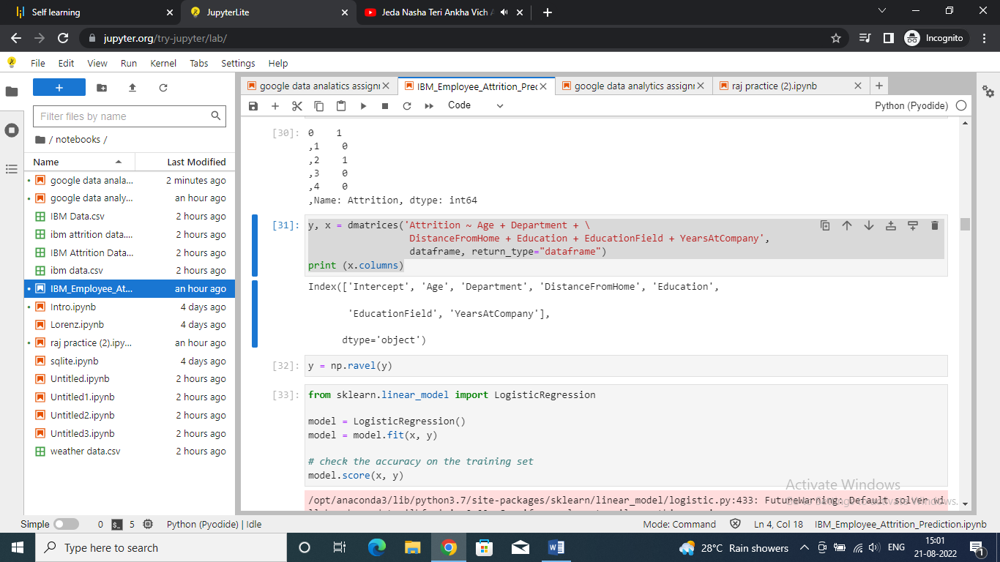 Self learning
JupyterLite
Jeda Nasha Teri Ankha Vich
jupyter.org/try-jupyter/lab/
Incognito
File Edit View Run Kernel Tabs Settings Help
google data analatics assignr
IBM_Employee_Attrition_Prec
google data analytics assignr
raj practice (2).ipynb
Code
Python (Pyodide)
Filter files by name
/ notebooks /
Name Last Modified
google data anala... 2 minutes ago
google data analy... an hour ago
IBM Data.csv 2 hours ago
ibm attrition data.... 2 hours ago
IBM Attrition Data... 2 hours ago
ibm data.csv 2 hours ago
IBM_Employee_At... an hour ago
Intro.ipynb 4 days ago
Lorenz.ipynb 4 days ago
raj practice (2).ipy... an hour ago
sqlite.ipynb 4 days ago
Untitled.ipynb 2 hours ago
Untitled1.ipynb 2 hours ago
Untitled2.ipynb 2 hours ago
Untitled3.ipynb 2 hours ago
weather data.csv 2 hours ago
[30]: 0 1
,1 0
,2 1
,3 0
,4 0
,Name: Attrition, dtype: int64
[31]: y, x = dmatrices('Attrition ~ Age + Department + \
DistanceFromHome + Education + EducationField + YearsAtCompany',
dataframe, return_type="dataframe")
print (x.columns)
Index(['Intercept', 'Age', 'Department', 'DistanceFromHome', 'Education',
'EducationField', 'YearsAtCompany'],
dtype='object')
[32]: y = np.ravel(y)
[33]: from sklearn.linear_model import LogisticRegression
model = LogisticRegression()
model = model.fit(x, y)
# check the accuracy on the training set
model.score(x, y)
/opt/anaconda3/lib/python3.7/site-packages/sklearn/linear_model/logistic.py:433: FutureWarning: Default solver wi
Activate Windows
Go to Settings to activate Windows.
Simple 0 5 Python (Pyodide) | Idle
Mode: Command Ln 4, Col 18 IBM_Employee_Attrition_Prediction.ipynb
Type here to search
28°C Rain showers
ENG
15:01
21-08-2022
1